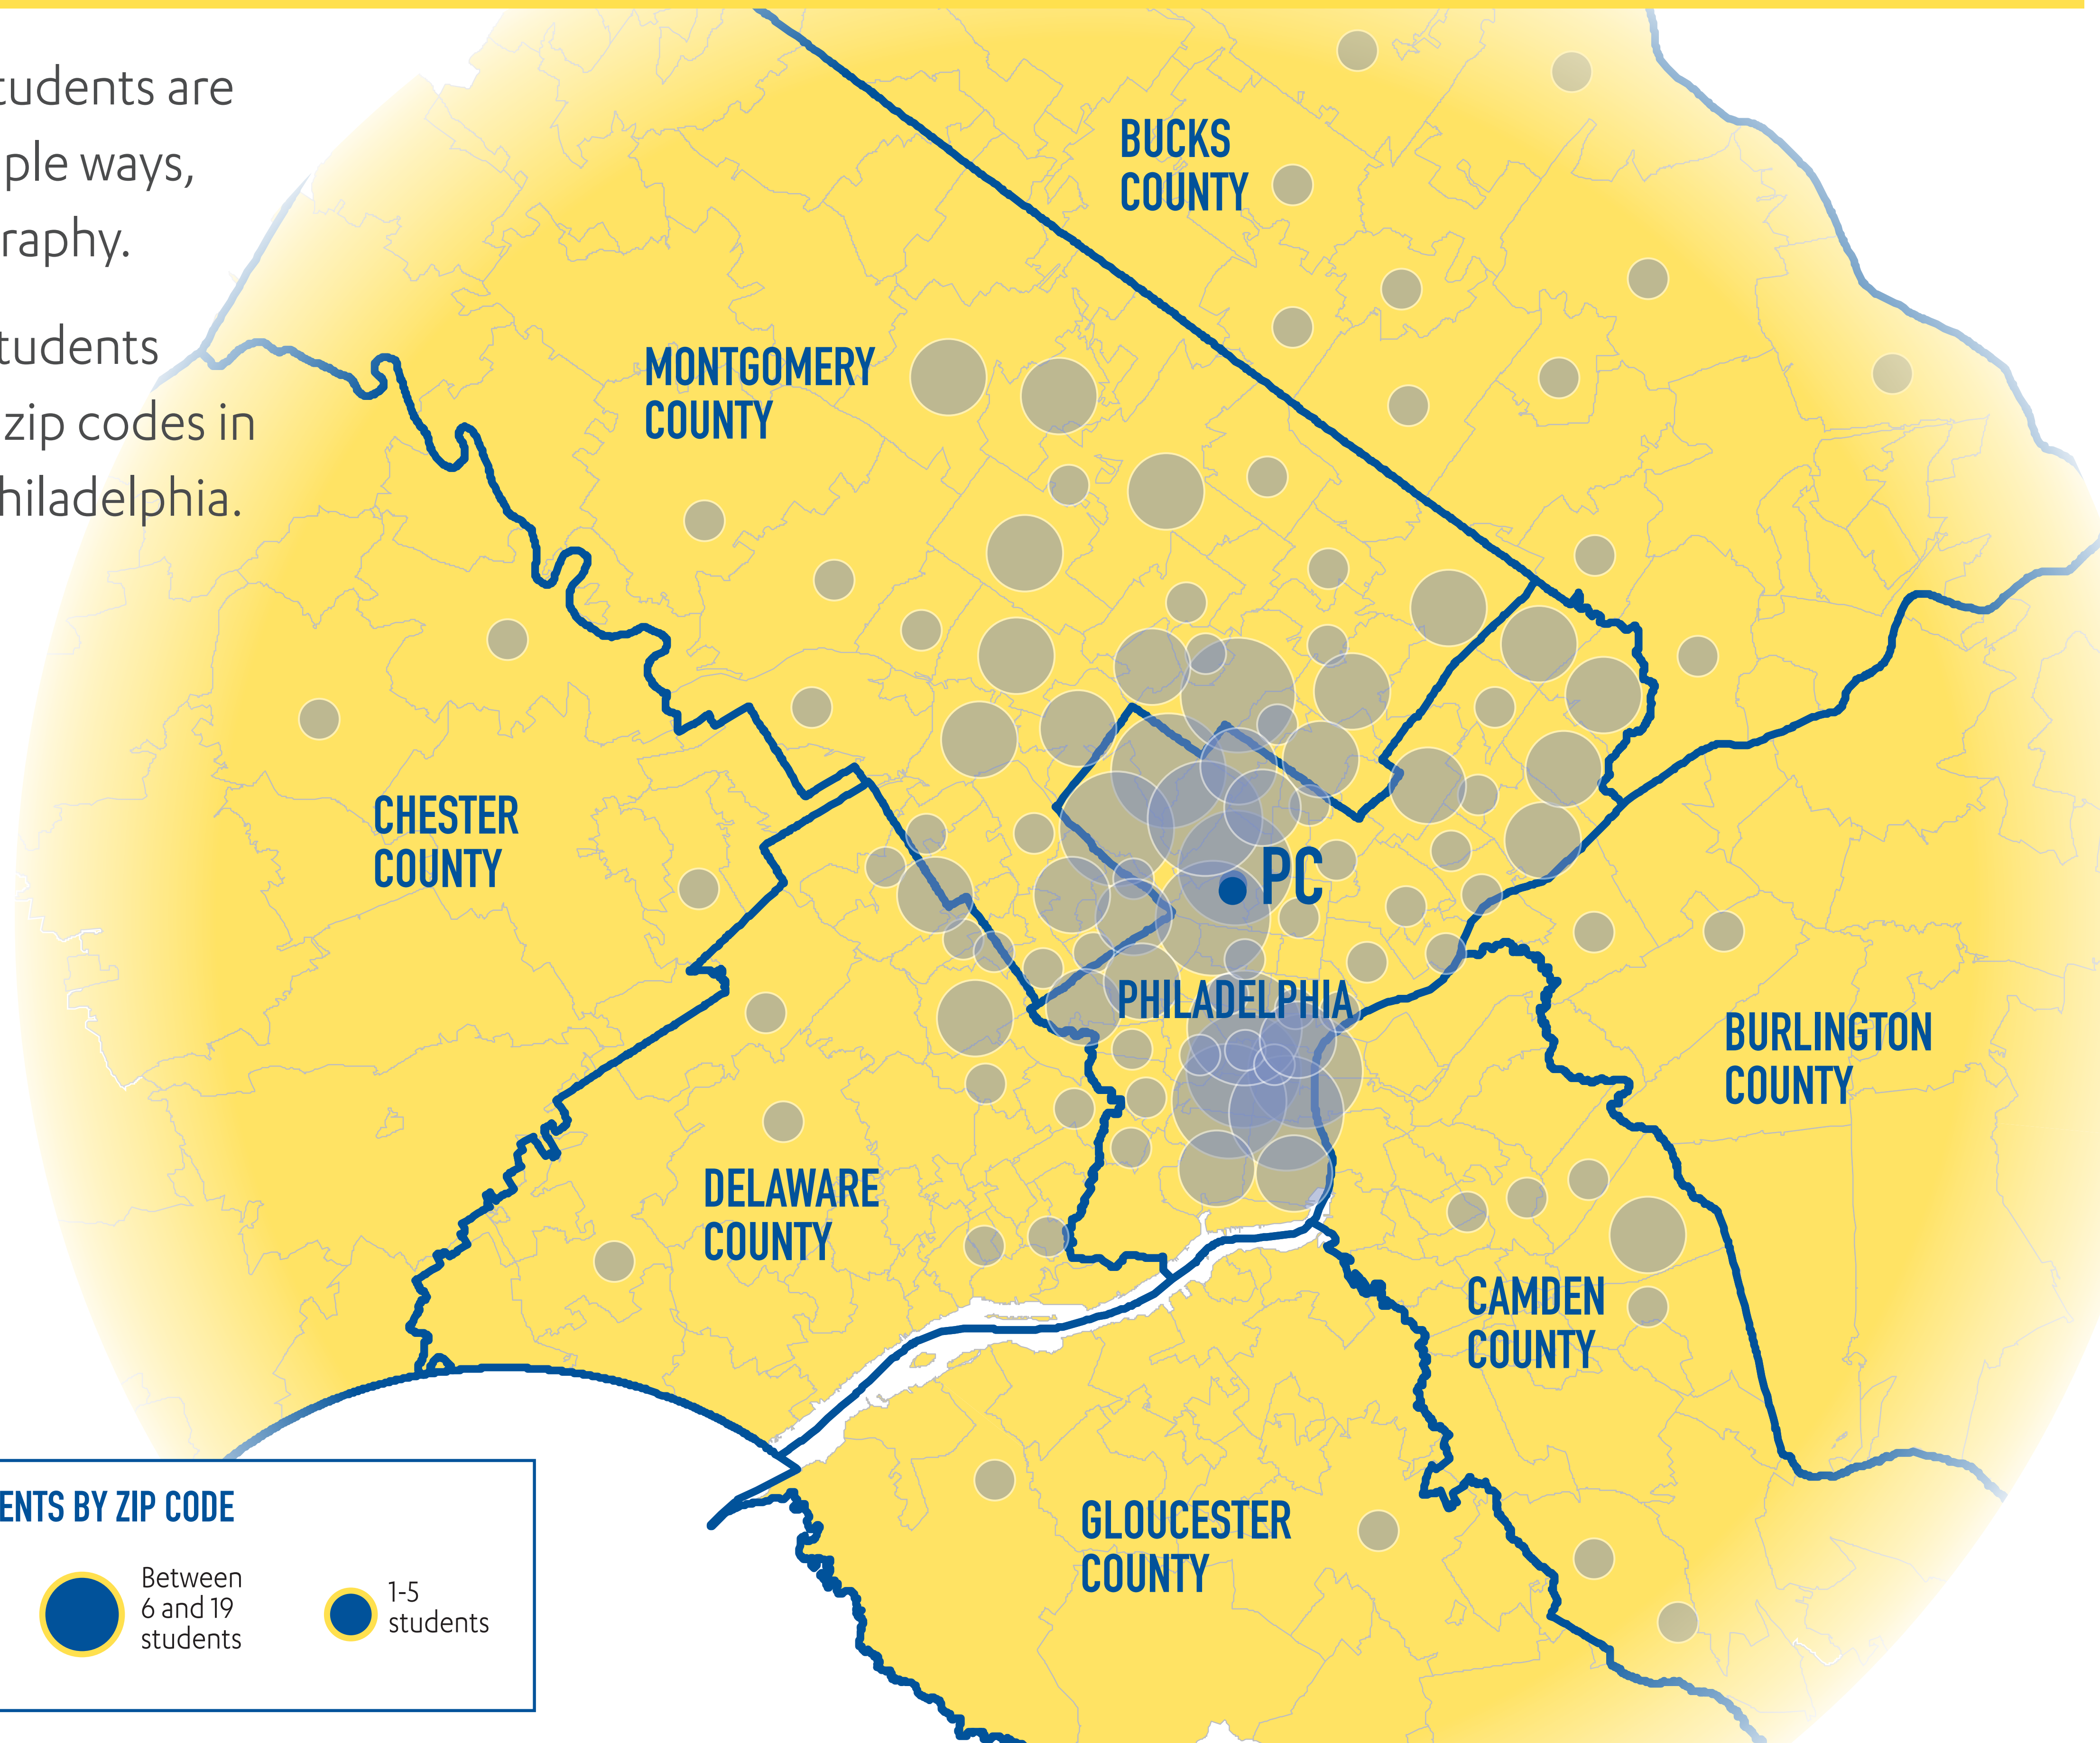 tudents are
ple ways,
raphy.
tudents
zip codes in
hiladelphia.
BUCKS
COUNTY
MONTGOMERY
COUNTY
CHESTER
COUNTY
PC
PHILADELPHIA
BURLINGTON
COUNTY
DELAWARE
COUNTY
CAMDEN
COUNTY
GLOUCESTER
COUNTY
ENTS BY ZIP CODE
Between
6 and 19
students
1-5
students